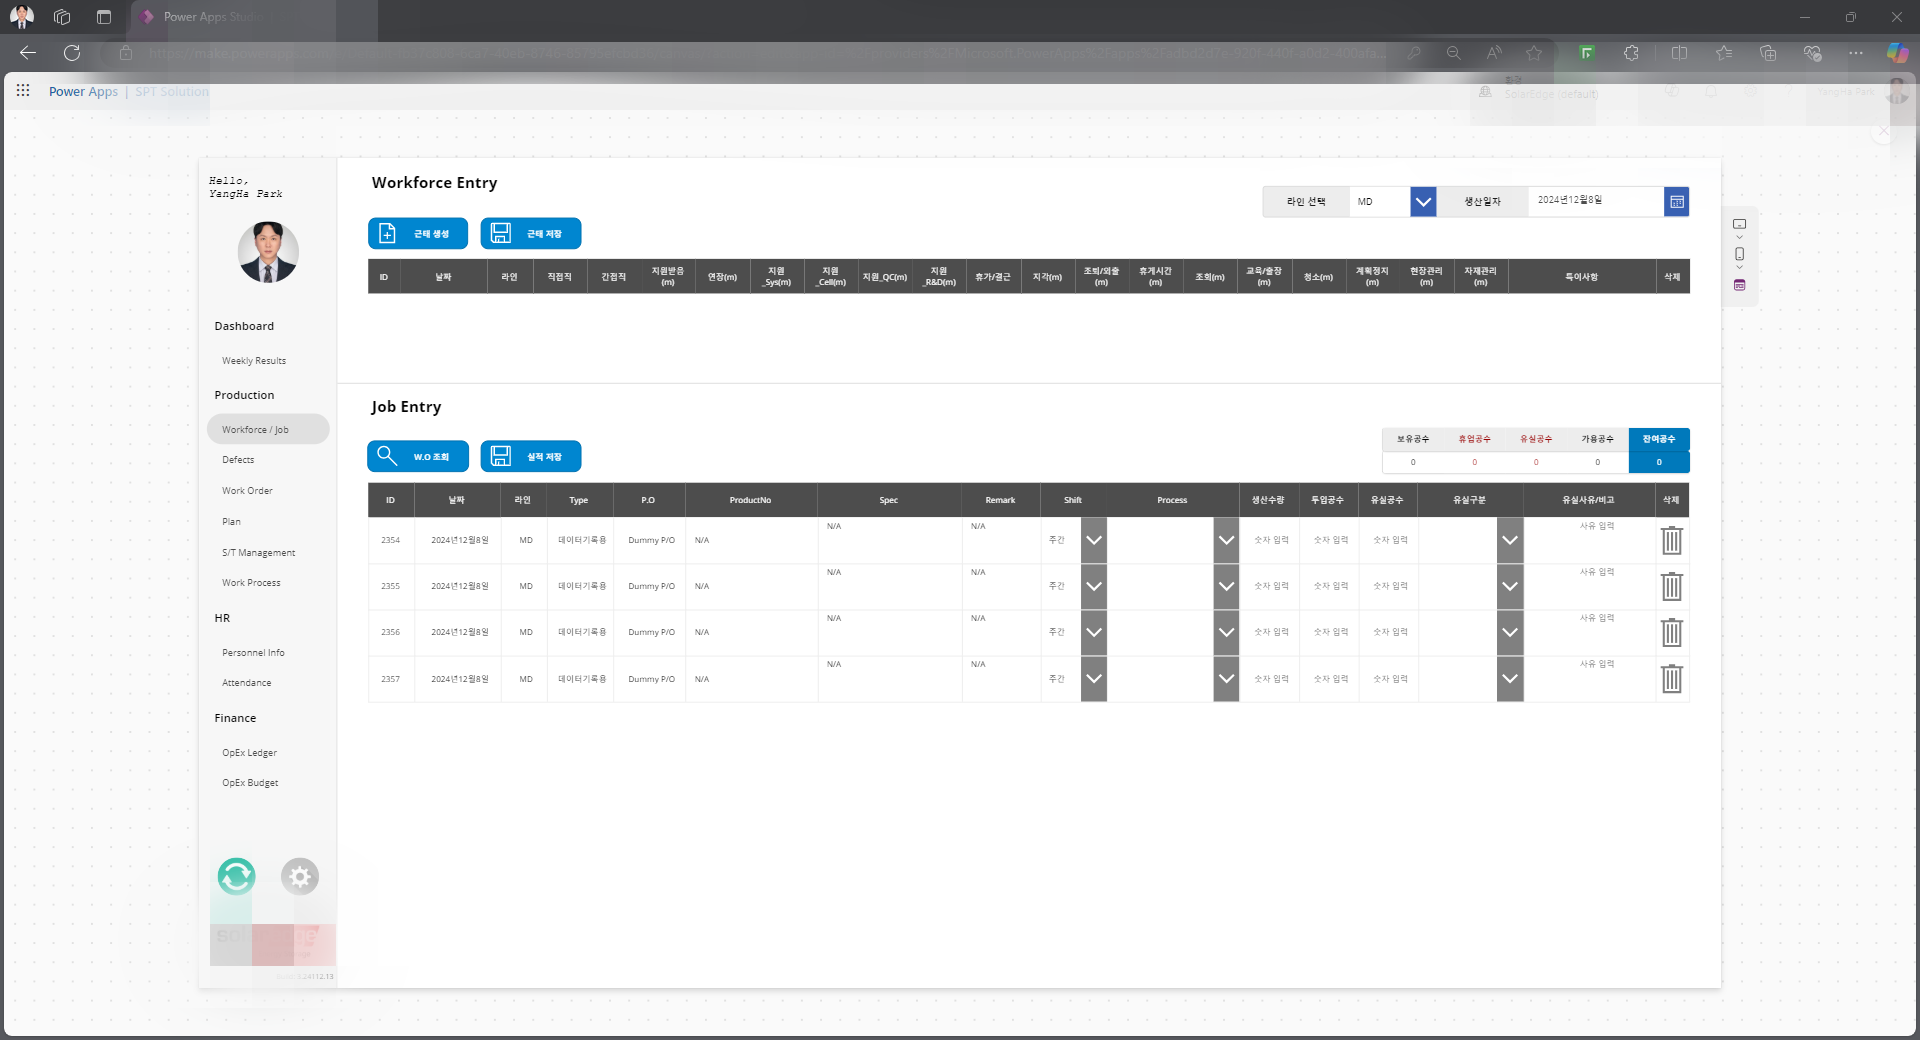 Power Apps Studio
Power Apps | SPT Solution
환경
SolarEdge (default)
YangHa Park
Hello,
YangHa Park
Dashboard
Weekly Results
Production
Workforce / Job
Defects
Work Order
Plan
S/T Management
Work Process
HR
Personnel Info
Attendance
Finance
OpEx Ledger
OpEx Budget
Workforce Entry
라인 선택 MD 생산일자 2024년12월8일
근태 생성 근태 저장
ID 날짜 라인 직접직 간접직 지원받음(m) 연장(m) 지원_Sys(m) 지원_Cell(m) 지원_QC(m) 지원_R&D(m) 휴가/결근 지각(m) 조퇴/외출(m) 휴게시간(m) 조회(m) 교육/출장(m) 청소(m) 계획정지(m) 현장관리(m) 자재관리(m) 특이사항 삭제
Job Entry
W.O 조회 실적 저장
보유공수 휴업공수 유실공수 가용공수 잔여공수
0 0 0 0 0
ID 날짜 라인 Type P.O ProductNo Spec Remark Shift Process 생산수량 투입공수 유실공수 유실구분 유실사유/비고 삭제
2354 2024년12월8일 MD 데이터기록용 Dummy P/O N/A N/A N/A 주간 숫자 입력 숫자 입력 숫자 입력 사유 입력
2355 2024년12월8일 MD 데이터기록용 Dummy P/O N/A N/A N/A 주간 숫자 입력 숫자 입력 숫자 입력 사유 입력
2356 2024년12월8일 MD 데이터기록용 Dummy P/O N/A N/A N/A 주간 숫자 입력 숫자 입력 숫자 입력 사유 입력
2357 2024년12월8일 MD 데이터기록용 Dummy P/O N/A N/A N/A 주간 숫자 입력 숫자 입력 숫자 입력 사유 입력